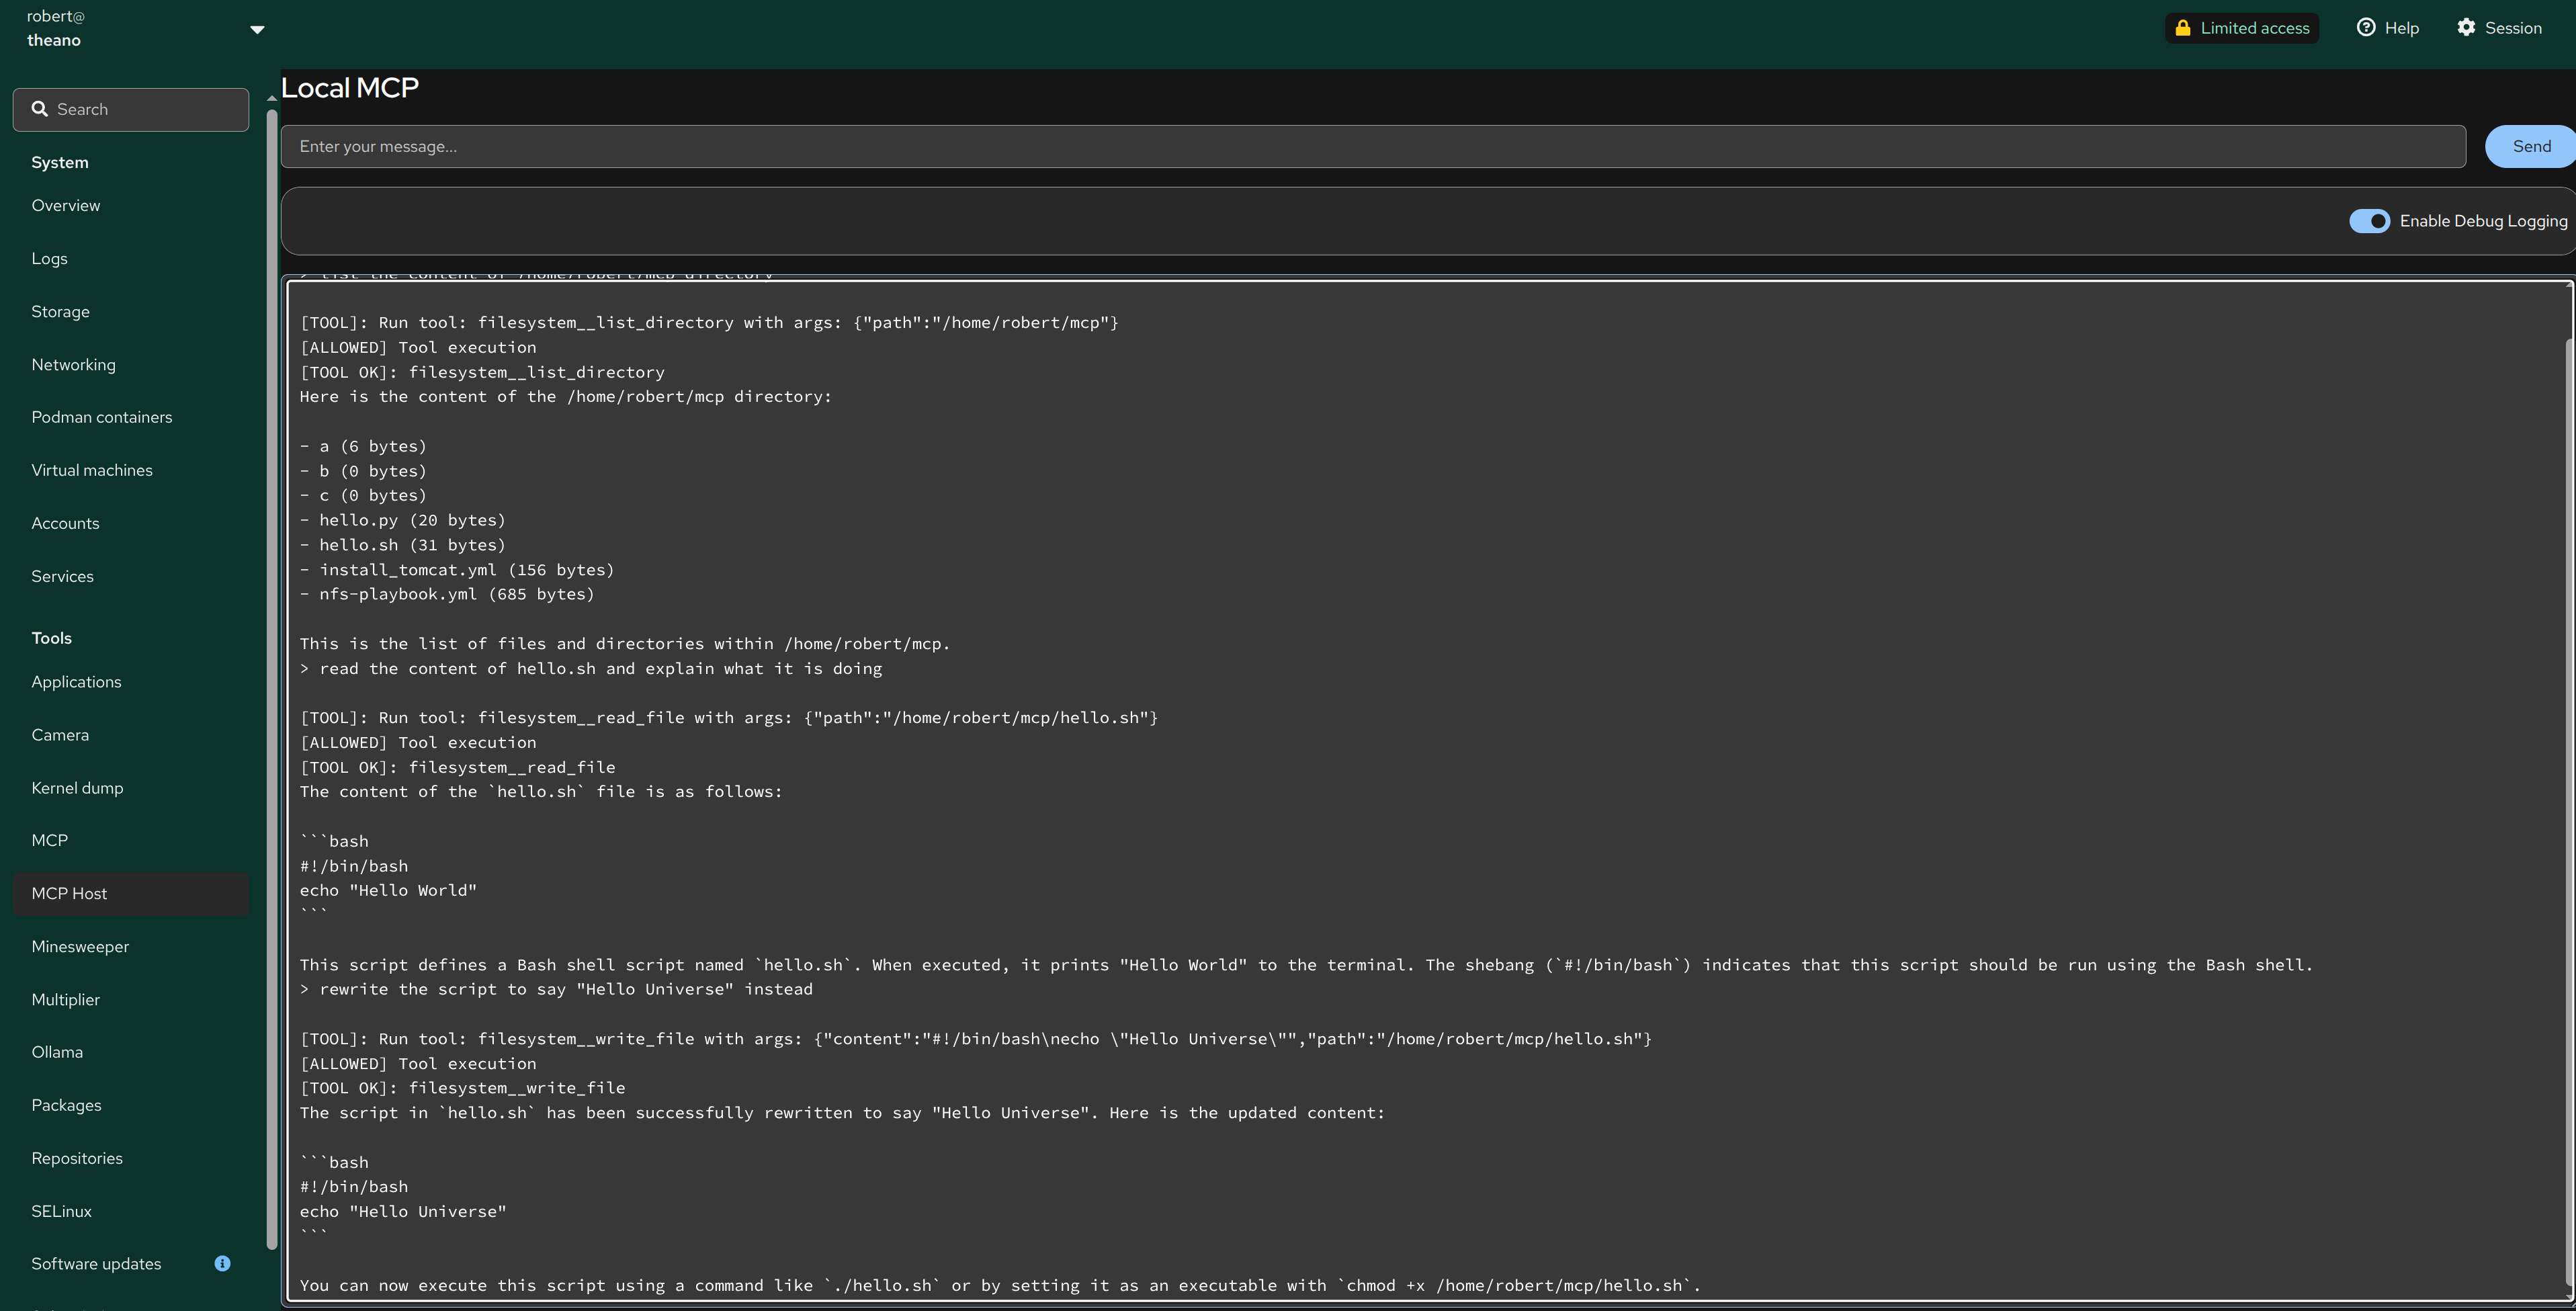 robert@
theano
Limited access
Help
Session
Search
System
Overview
Logs
Storage
Networking
Podman containers
Virtual machines
Accounts
Services
Tools
Applications
Camera
Kernel dump
MCP
MCP Host
Minesweeper
Multiplier
Ollama
Packages
Repositories
SELinux
Software updates
Local MCP
Enter your message...
Send
Enable Debug Logging
> list the content of /home/robert/mcp directory
[TOOL]: Run tool: filesystem__list_directory with args: {"path":"/home/robert/mcp"}
[ALLOWED] Tool execution
[TOOL OK]: filesystem__list_directory
Here is the content of the /home/robert/mcp directory:
- a (6 bytes)
- b (0 bytes)
- c (0 bytes)
- hello.py (20 bytes)
- hello.sh (31 bytes)
- install_tomcat.yml (156 bytes)
- nfs-playbook.yml (685 bytes)
This is the list of files and directories within /home/robert/mcp.
> read the content of hello.sh and explain what it is doing
[TOOL]: Run tool: filesystem__read_file with args: {"path":"/home/robert/mcp/hello.sh"}
[ALLOWED] Tool execution
[TOOL OK]: filesystem__read_file
The content of the `hello.sh` file is as follows:
```bash
#!/bin/bash
echo "Hello World"
```
This script defines a Bash shell script named `hello.sh`. When executed, it prints "Hello World" to the terminal. The shebang (`#!/bin/bash`) indicates that this script should be run using the Bash shell.
> rewrite the script to say "Hello Universe" instead
[TOOL]: Run tool: filesystem__write_file with args: {"content":"#!/bin/bash\necho \"Hello Universe\"","path":"/home/robert/mcp/hello.sh"}
[ALLOWED] Tool execution
[TOOL OK]: filesystem__write_file
The script in `hello.sh` has been successfully rewritten to say "Hello Universe". Here is the updated content:
```bash
#!/bin/bash
echo "Hello Universe"
```
You can now execute this script using a command like `./hello.sh` or by setting it as an executable with `chmod +x /home/robert/mcp/hello.sh`.